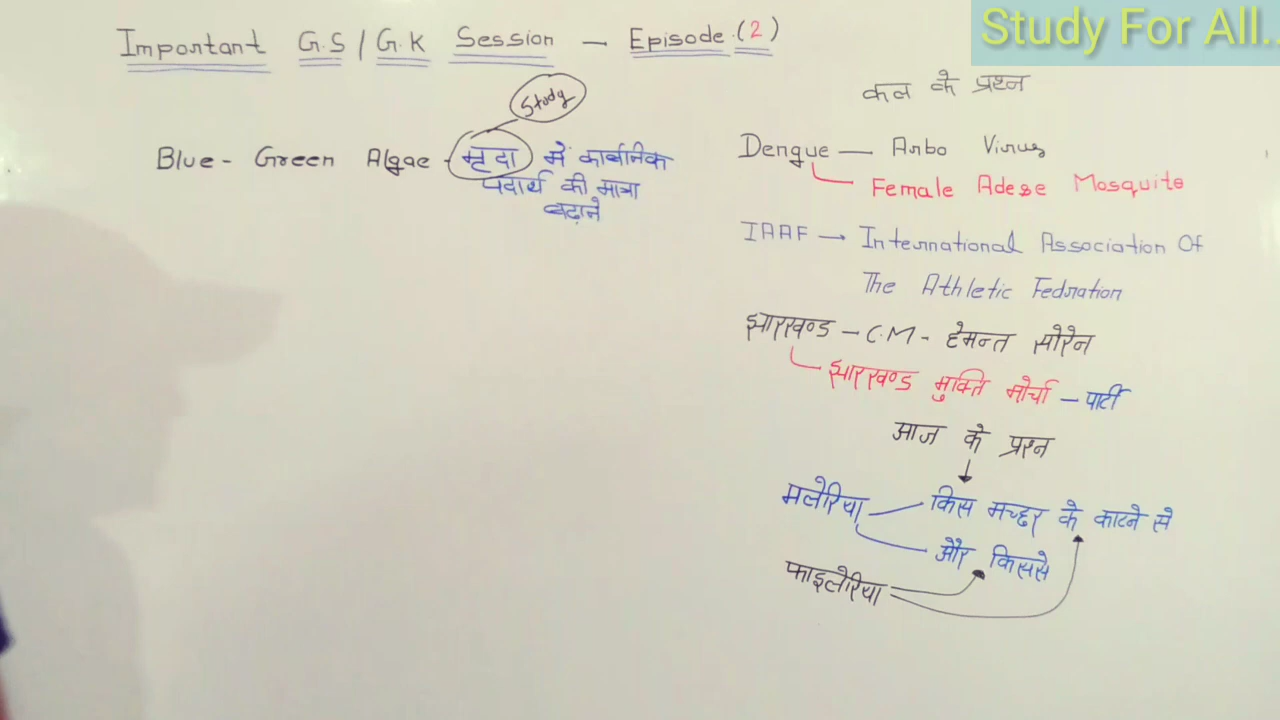 Important G.S / G.K Session - Episode.(2)
Study For All..
Study
Blue - Green Algae - मृदा में कार्बानिक
पदार्थ की मात्रा
बढ़ाने
कल के प्रश्न
Dengue — Arbo Virus
Female Adese Mosquito
IAAF → International Association Of
The Athletic Fedration
झारखण्ड - C.M - हेमन्त सोरेन
झारखण्ड मुक्ति मोर्चा - पार्टी
आज के प्रश्न
मलेरिया किस मच्छर के काटने से
और किससे
फाइलेरिया